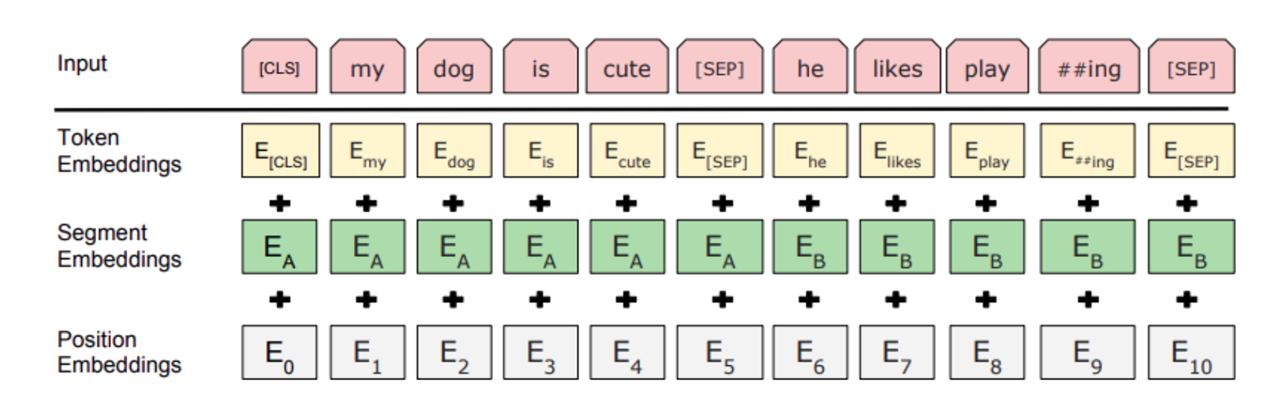 Input [CLS] my dog is cute [SEP] he likes play ##ing [SEP]
Token
Embeddings E[CLS] Emy Edog Eis Ecute E[SEP] Ehe Elikes Eplay E##ing E[SEP]
+ + + + + + + + + + +
Segment
Embeddings EA EA EA EA EA EA EB EB EB EB EB
+ + + + + + + + + + +
Position
Embeddings E0 E1 E2 E3 E4 E5 E6 E7 E8 E9 E10